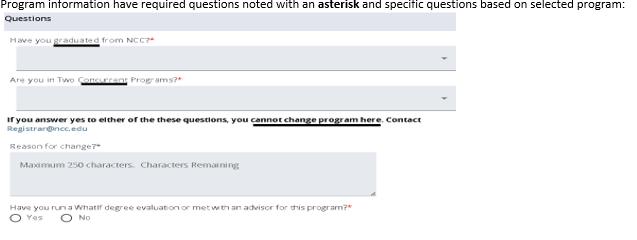 Program information have required questions noted with an asterisk and specific questions based on selected program:
Questions
Have you graduated from NCC?*
Are you in Two Concurrent Programs?*
If you answer yes to either of the these questions, you cannot change program here. Contact
Registrar@ncc.edu
Reason for change?*
Maximum 250 characters. Characters Remaining
Have you run a WhatIf degree evaluation or met with an advisor for this program?*
Yes No